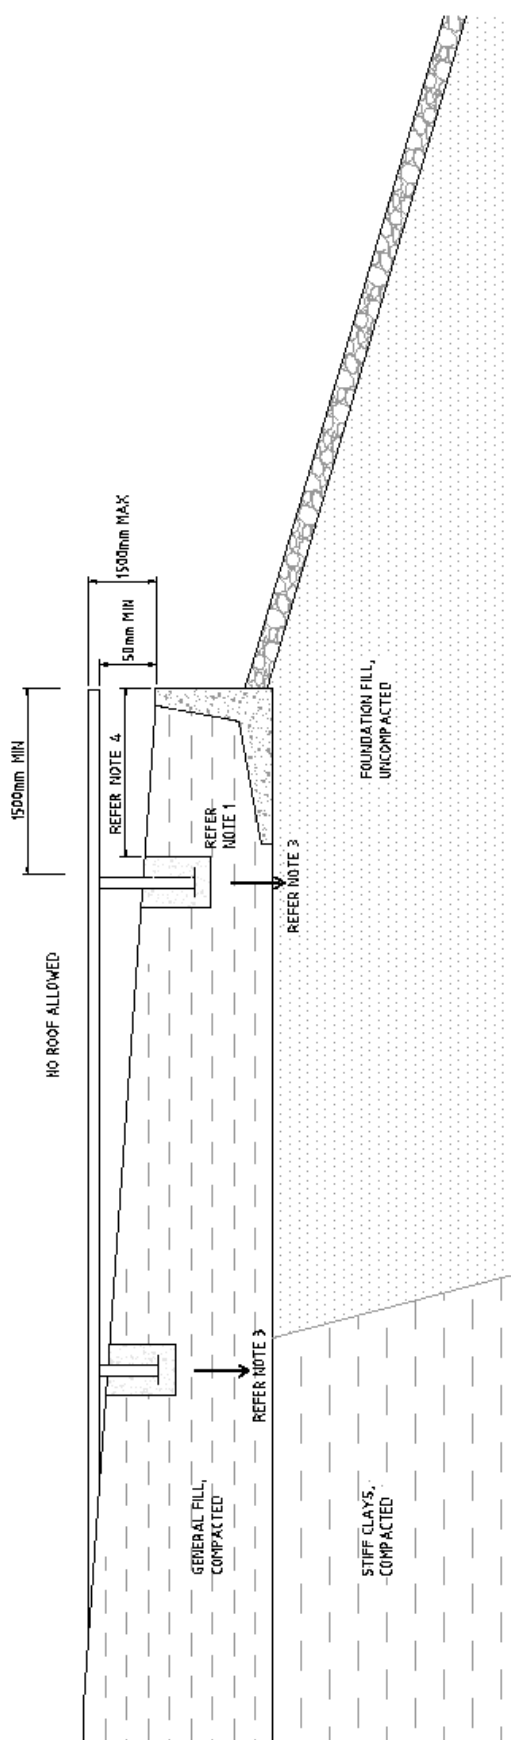 1500mm MAX
50mm MIN
1500mm MIN
REFER NOTE 4
REFER
NOTE 1
REFER NOTE 3
NO ROOF ALLOWED
FOUNDATION FILL,
UNCOMPACTED
REFER NOTE 3
GENERAL FILL,
COMPACTED
STIFF CLAYS,
COMPACTED